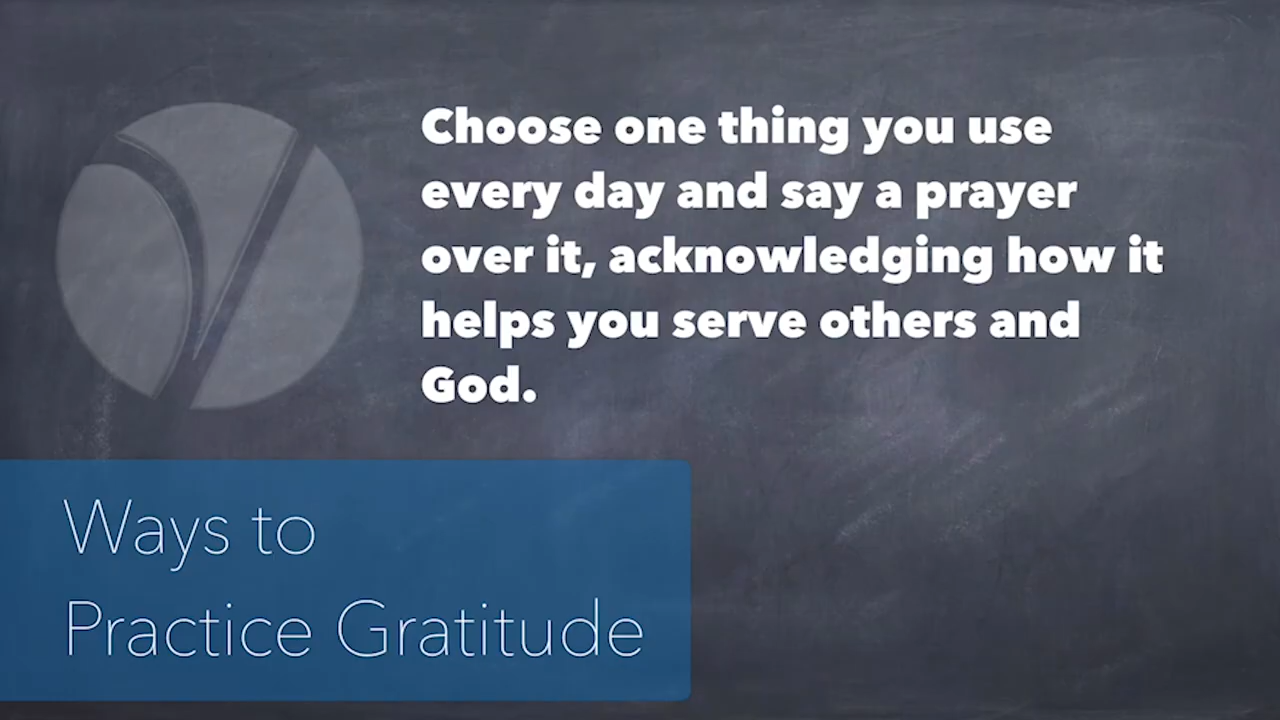 Choose one thing you use
every day and say a prayer
over it, acknowledging how it
helps you serve others and
God.
Ways to
Practice Gratitude